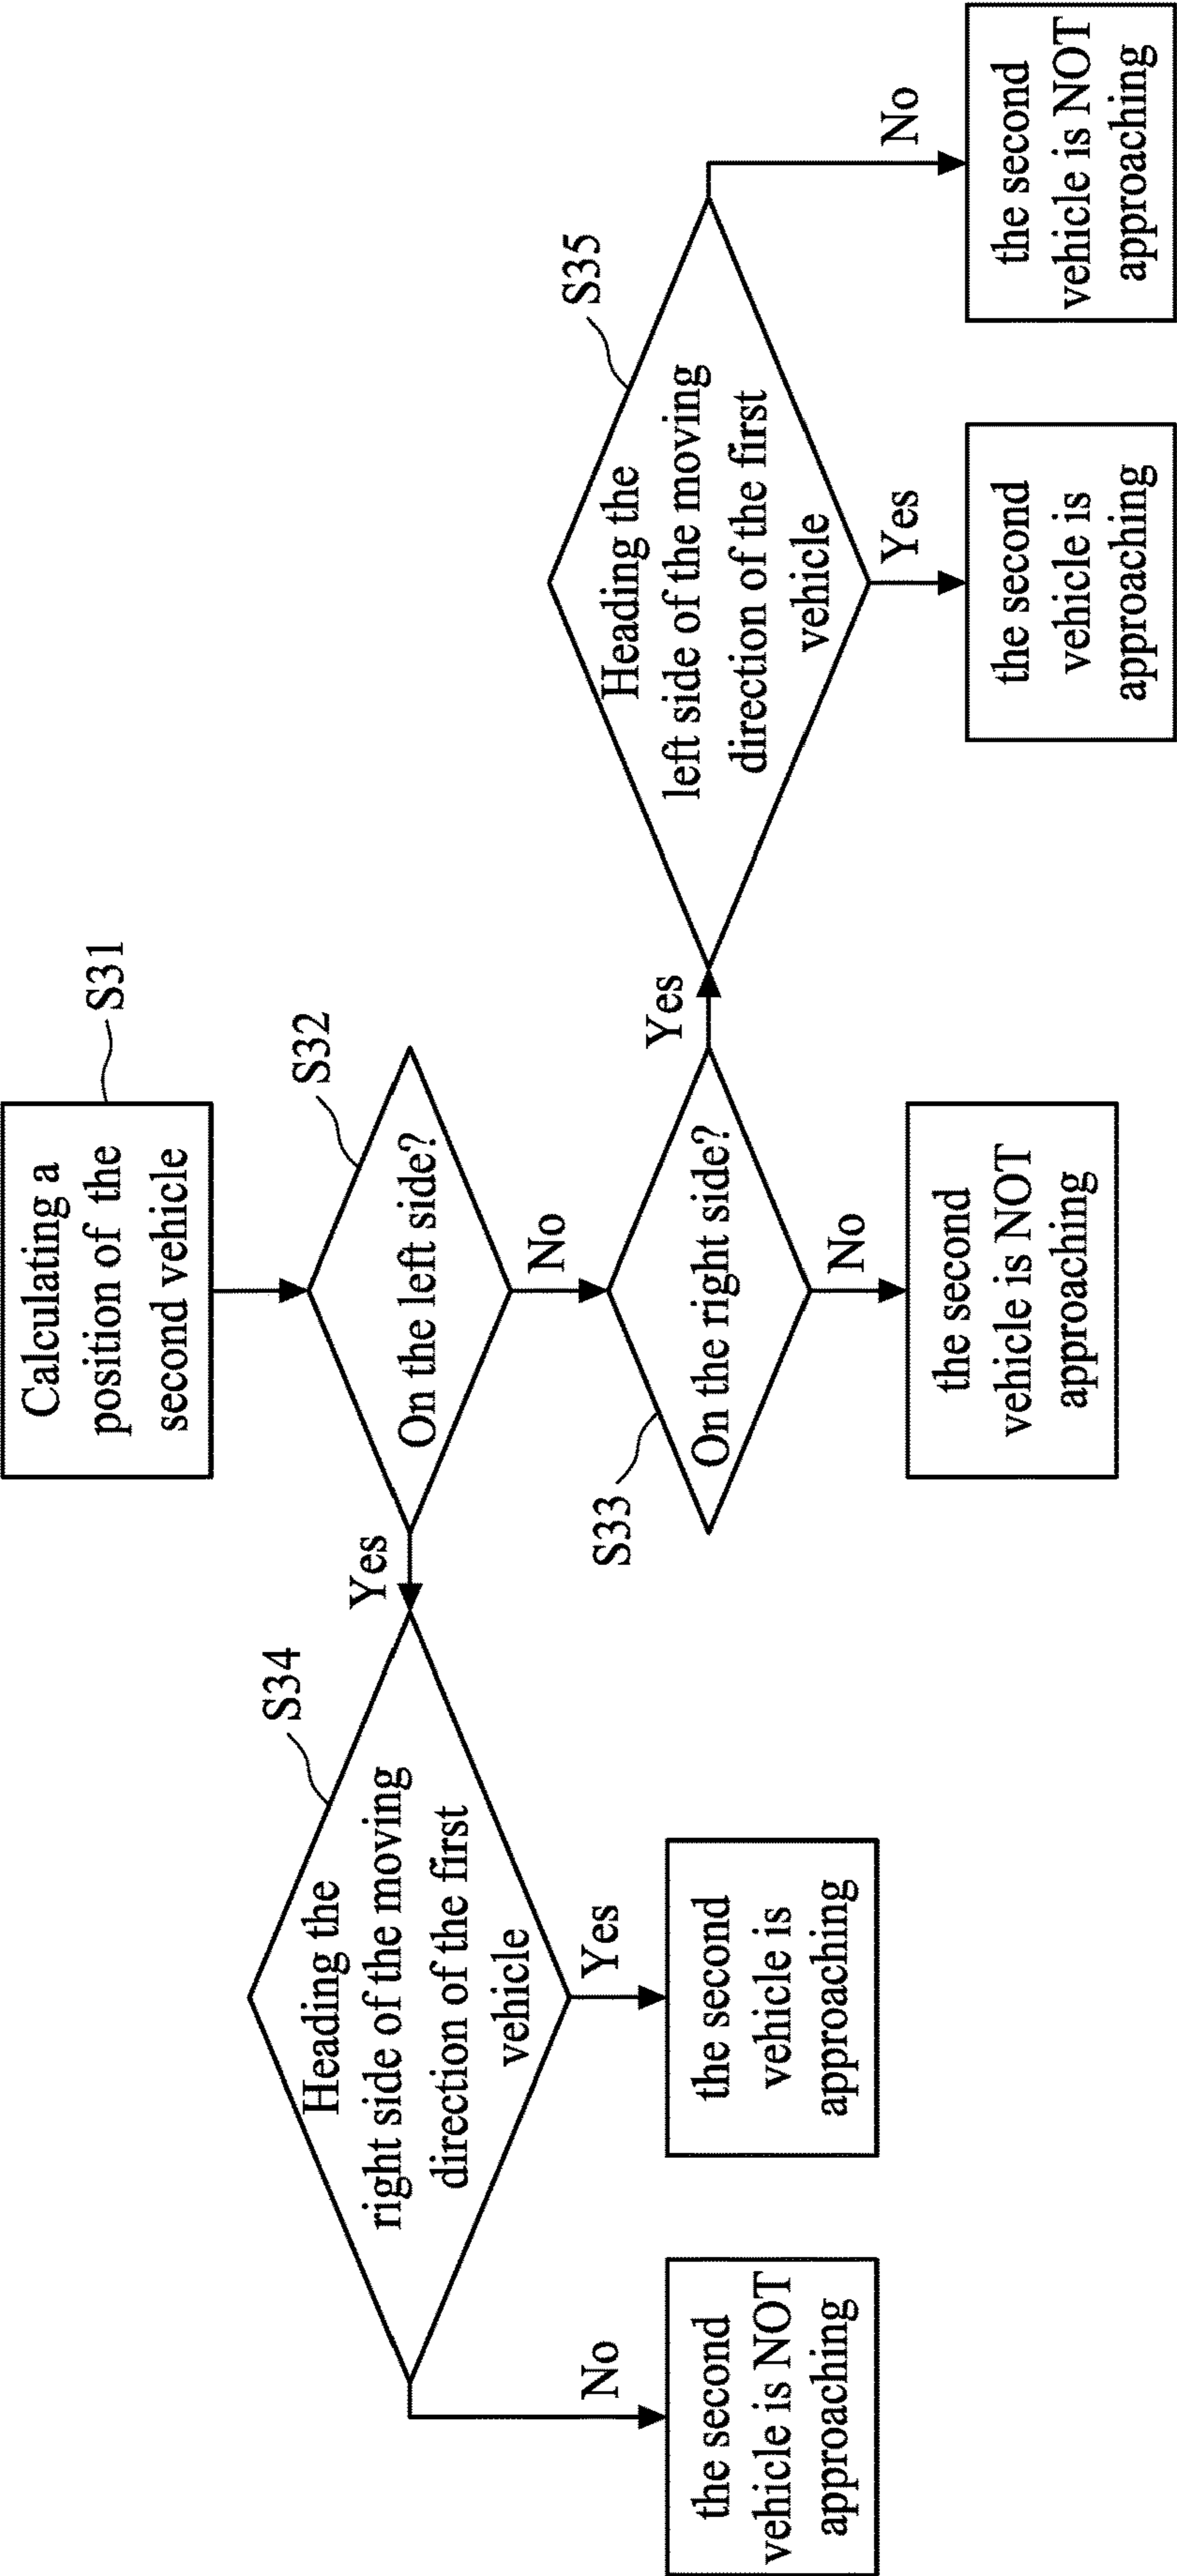 Calculating a
position of the
second vehicle
S31
On the left side?
S32
Yes
No
Heading the
right side of the moving
direction of the first
vehicle
S34
No
Yes
the second
vehicle is NOT
approaching
the second
vehicle is
approaching
On the right side?
S33
Yes
No
the second
vehicle is NOT
approaching
Heading the
left side of the moving
direction of the first
vehicle
S35
Yes
No
the second
vehicle is
approaching
the second
vehicle is NOT
approaching